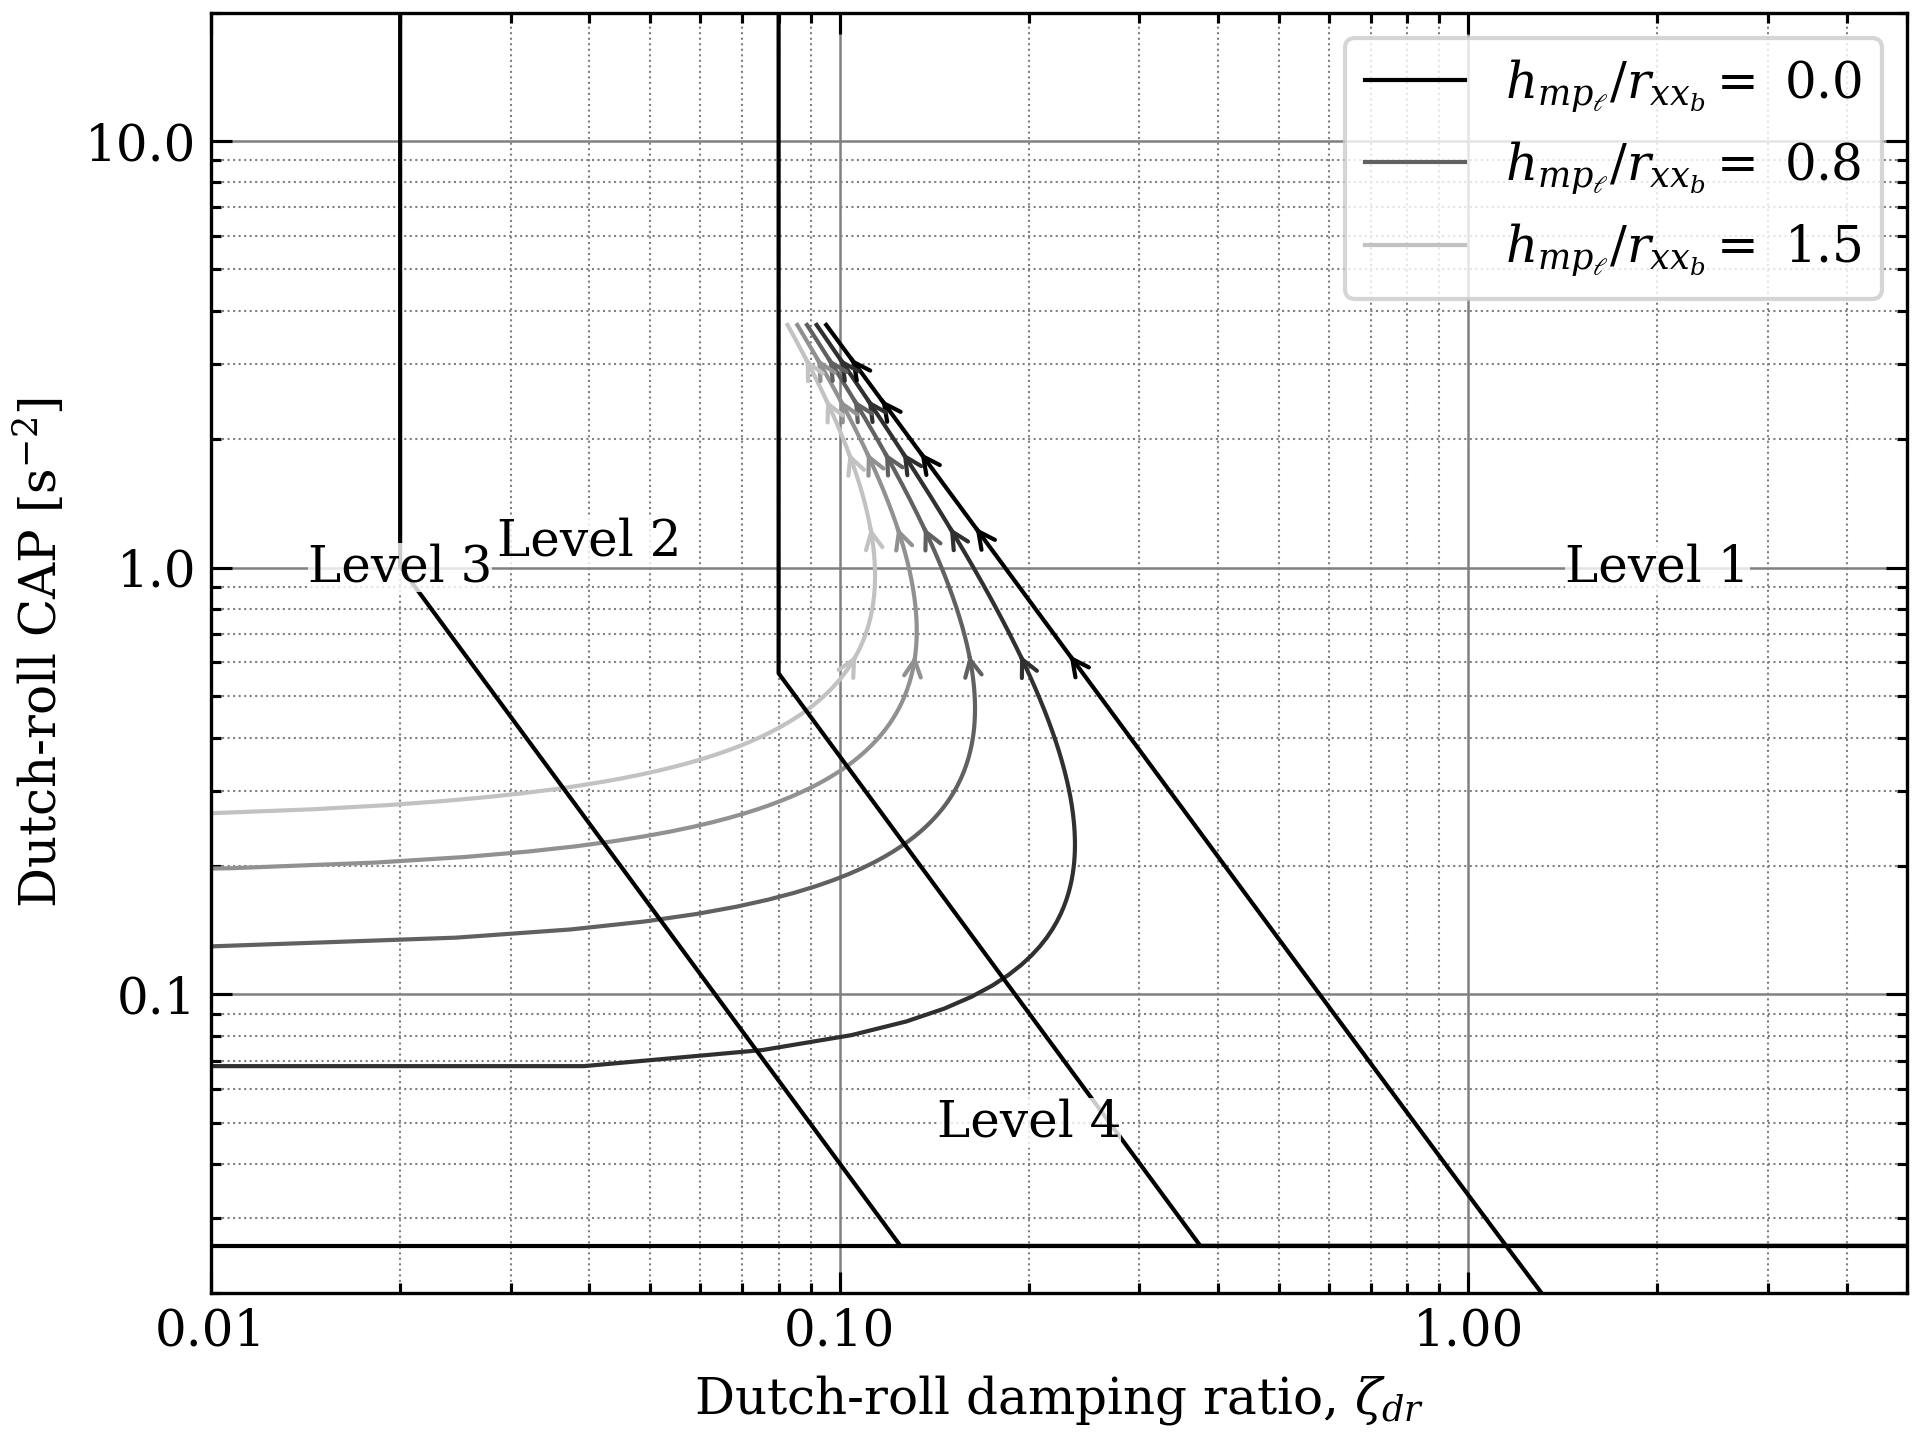 h_{mp_ℓ}/r_{xx_b} = 0.0
h_{mp_ℓ}/r_{xx_b} = 0.8
h_{mp_ℓ}/r_{xx_b} = 1.5
10.0
1.0
0.1
Dutch-roll CAP [s⁻²]
Level 2
Level 3
Level 1
Level 4
0.01
0.10
1.00
Dutch-roll damping ratio, ζ_{dr}